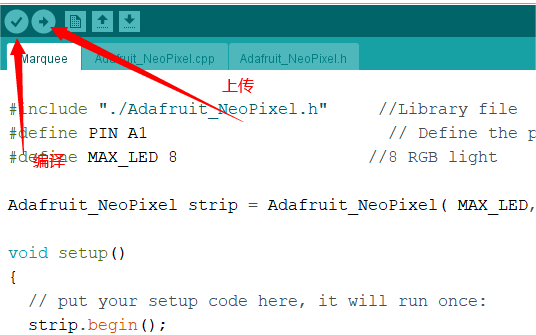 Marquee Adafruit_NeoPixel.cpp Adafruit_NeoPixel.h
上传
#include "./Adafruit_NeoPixel.h" //Library file
#define PIN A1 // Define the p
#define MAX_LED 8 //8 RGB light
编译
Adafruit_NeoPixel strip = Adafruit_NeoPixel( MAX_LED,
void setup()
{
// put your setup code here, it will run once:
strip.begin();